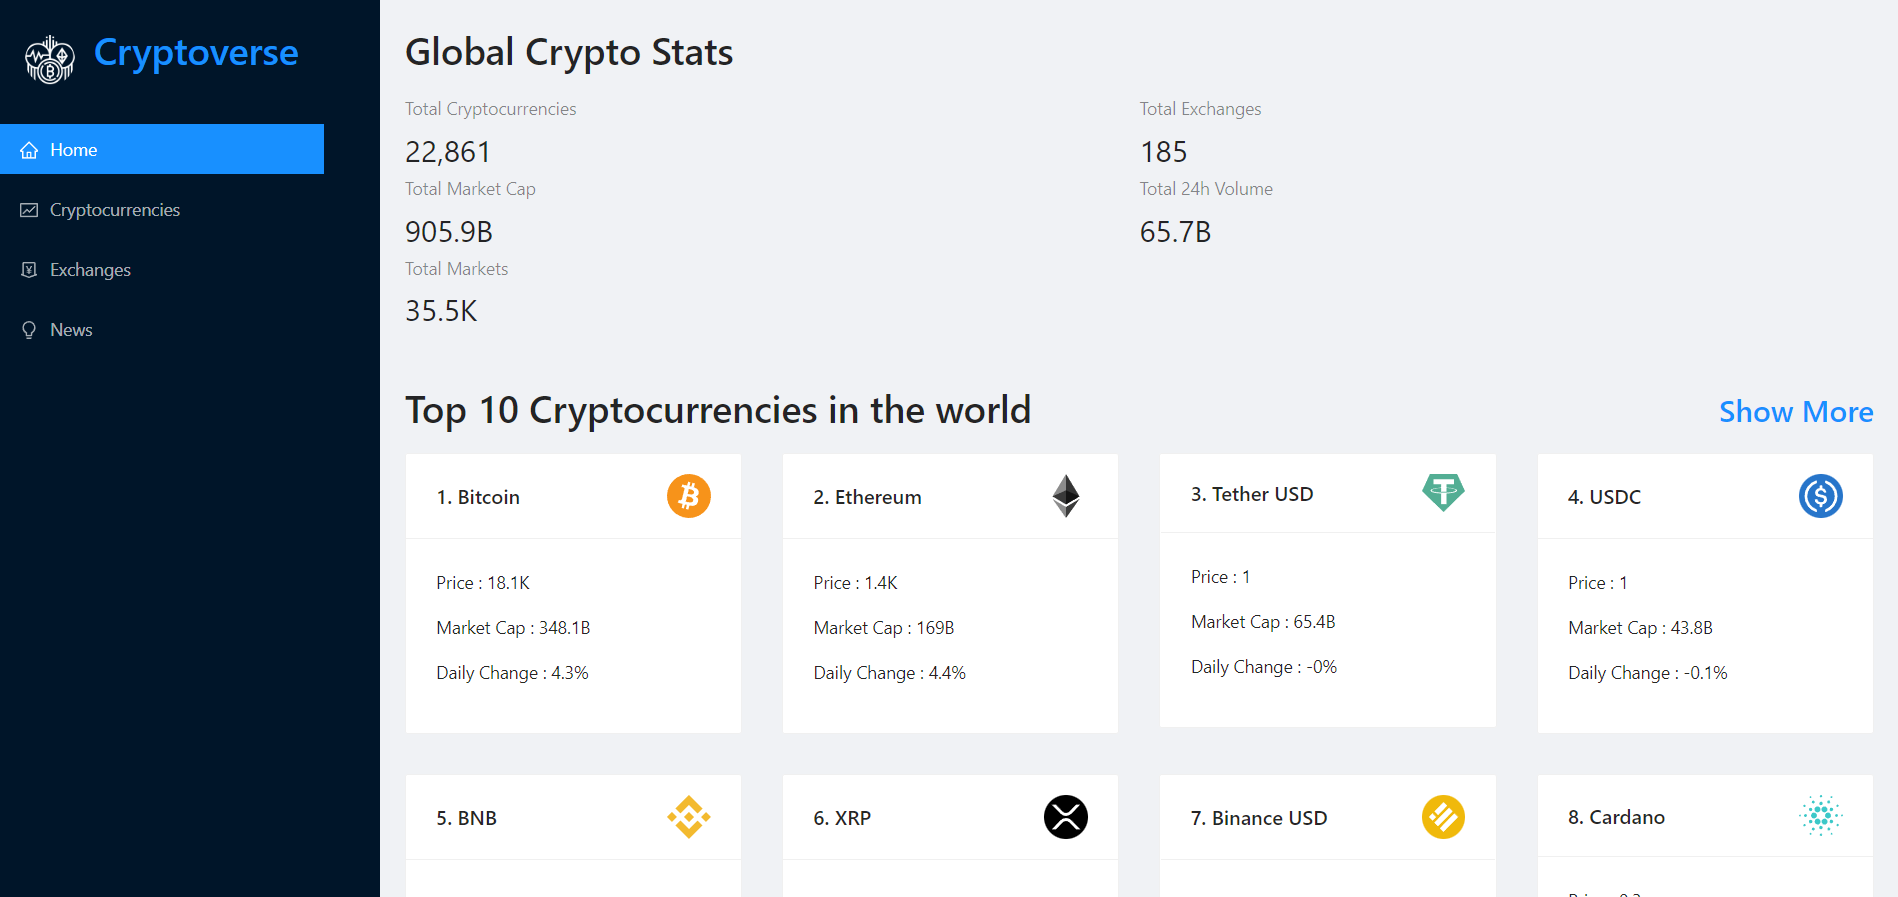 Cryptoverse
Home
Cryptocurrencies
Exchanges
News
Global Crypto Stats
Total Cryptocurrencies
22,861
Total Exchanges
185
Total Market Cap
905.9B
Total 24h Volume
65.7B
Total Markets
35.5K
Top 10 Cryptocurrencies in the world
Show More
1. Bitcoin
Price : 18.1K
Market Cap : 348.1B
Daily Change : 4.3%
2. Ethereum
Price : 1.4K
Market Cap : 169B
Daily Change : 4.4%
3. Tether USD
Price : 1
Market Cap : 65.4B
Daily Change : -0%
4. USDC
Price : 1
Market Cap : 43.8B
Daily Change : -0.1%
5. BNB
6. XRP
7. Binance USD
8. Cardano